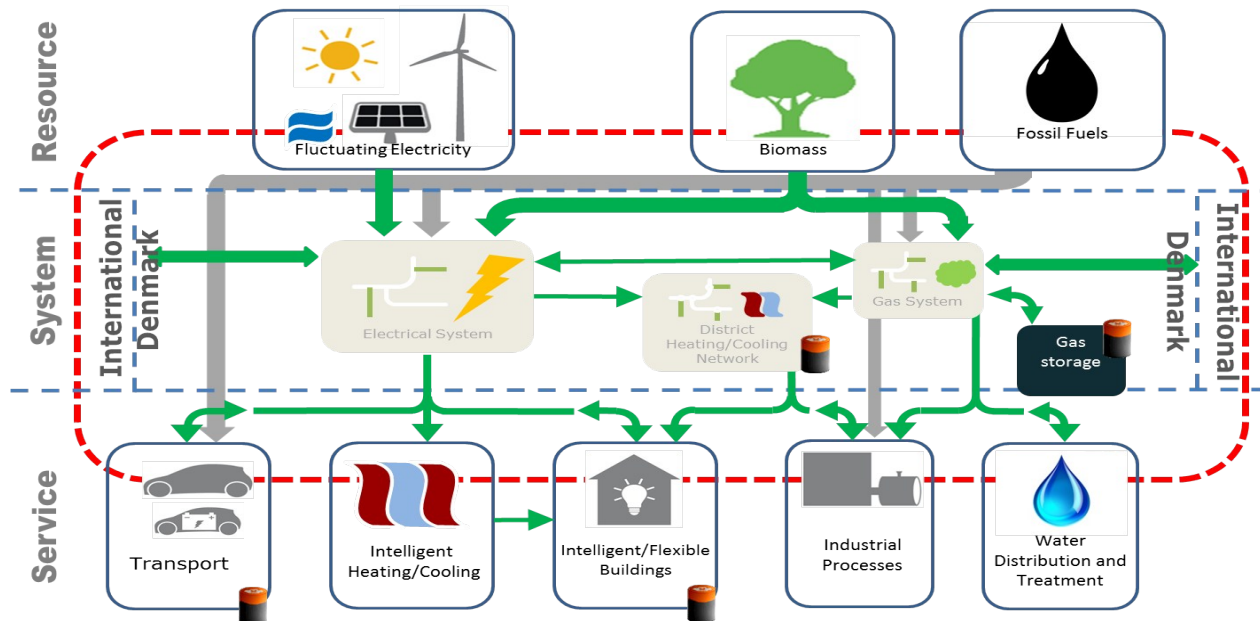 Resource
Fluctuating Electricity
Biomass
Fossil Fuels
System
International
Denmark
Electrical System
District
Heating/Cooling
Network
Gas System
Gas
storage
Denmark
International
Service
Transport
Intelligent
Heating/Cooling
Intelligent/Flexible
Buildings
Industrial
Processes
Water
Distribution and
Treatment